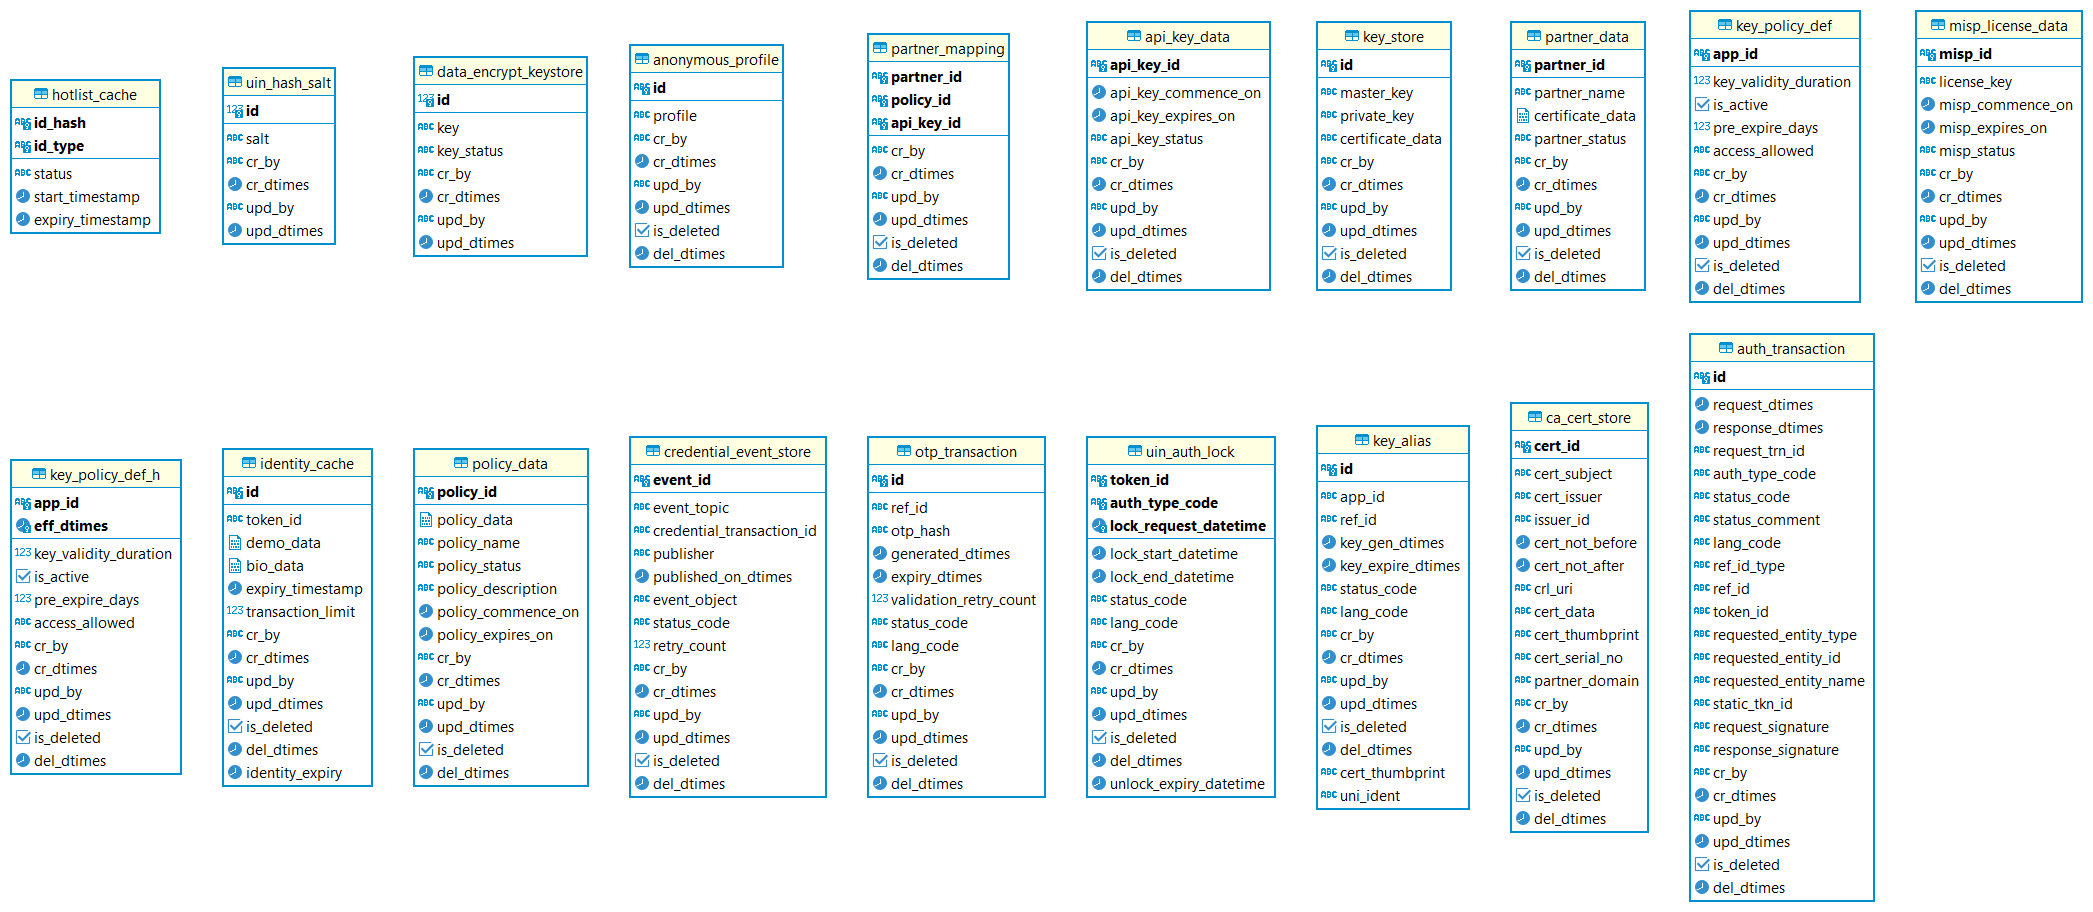 hotlist_cache
id_hash
id_type
status
start_timestamp
expiry_timestamp
uin_hash_salt
id
salt
cr_by
cr_dtimes
upd_by
upd_dtimes
data_encrypt_keystore
id
key
key_status
cr_by
cr_dtimes
upd_by
upd_dtimes
anonymous_profile
id
profile
cr_by
cr_dtimes
upd_by
upd_dtimes
is_deleted
del_dtimes
partner_mapping
partner_id
policy_id
api_key_id
cr_by
cr_dtimes
upd_by
upd_dtimes
is_deleted
del_dtimes
api_key_data
api_key_id
api_key_commence_on
api_key_expires_on
api_key_status
cr_by
cr_dtimes
upd_by
upd_dtimes
is_deleted
del_dtimes
key_store
id
master_key
private_key
certificate_data
cr_by
cr_dtimes
upd_by
upd_dtimes
is_deleted
del_dtimes
partner_data
partner_id
partner_name
certificate_data
partner_status
cr_by
cr_dtimes
upd_by
upd_dtimes
is_deleted
del_dtimes
key_policy_def
app_id
key_validity_duration
is_active
pre_expire_days
access_allowed
cr_by
cr_dtimes
upd_by
upd_dtimes
is_deleted
del_dtimes
misp_license_data
misp_id
license_key
misp_commence_on
misp_expires_on
misp_status
cr_by
cr_dtimes
upd_by
upd_dtimes
is_deleted
del_dtimes
key_policy_def_h
app_id
eff_dtimes
key_validity_duration
is_active
pre_expire_days
access_allowed
cr_by
cr_dtimes
upd_by
upd_dtimes
is_deleted
del_dtimes
identity_cache
id
token_id
demo_data
bio_data
expiry_timestamp
transaction_limit
cr_by
cr_dtimes
upd_by
upd_dtimes
is_deleted
del_dtimes
identity_expiry
policy_data
policy_id
policy_data
policy_name
policy_status
policy_description
policy_commence_on
policy_expires_on
cr_by
cr_dtimes
upd_by
upd_dtimes
is_deleted
del_dtimes
credential_event_store
event_id
event_topic
credential_transaction_id
publisher
published_on_dtimes
event_object
status_code
retry_count
cr_by
cr_dtimes
upd_by
upd_dtimes
is_deleted
del_dtimes
otp_transaction
id
ref_id
otp_hash
generated_dtimes
expiry_dtimes
validation_retry_count
status_code
lang_code
cr_by
cr_dtimes
upd_by
upd_dtimes
is_deleted
del_dtimes
uin_auth_lock
token_id
auth_type_code
lock_request_datetime
lock_start_datetime
lock_end_datetime
status_code
lang_code
cr_by
cr_dtimes
upd_by
upd_dtimes
is_deleted
del_dtimes
unlock_expiry_datetime
key_alias
id
app_id
ref_id
key_gen_dtimes
key_expire_dtimes
status_code
lang_code
cr_by
cr_dtimes
upd_by
upd_dtimes
is_deleted
del_dtimes
cert_thumbprint
uni_ident
ca_cert_store
cert_id
cert_subject
cert_issuer
issuer_id
cert_not_before
cert_not_after
crl_uri
cert_data
cert_thumbprint
cert_serial_no
partner_domain
cr_by
cr_dtimes
upd_by
upd_dtimes
is_deleted
del_dtimes
auth_transaction
id
request_dtimes
response_dtimes
request_trn_id
auth_type_code
status_code
status_comment
lang_code
ref_id_type
ref_id
token_id
requested_entity_type
requested_entity_id
requested_entity_name
static_tkn_id
request_signature
response_signature
cr_by
cr_dtimes
upd_by
upd_dtimes
is_deleted
del_dtimes